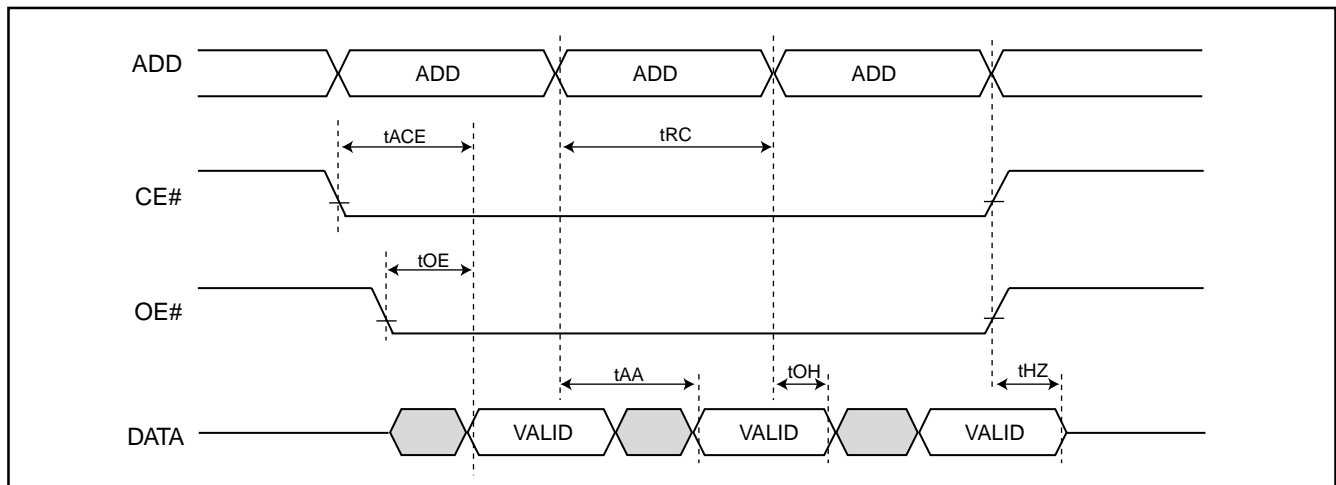 ADD ADD ADD ADD
tACE tRC
CE#
tOE
OE#
tAA tOH tHZ
DATA VALID VALID VALID